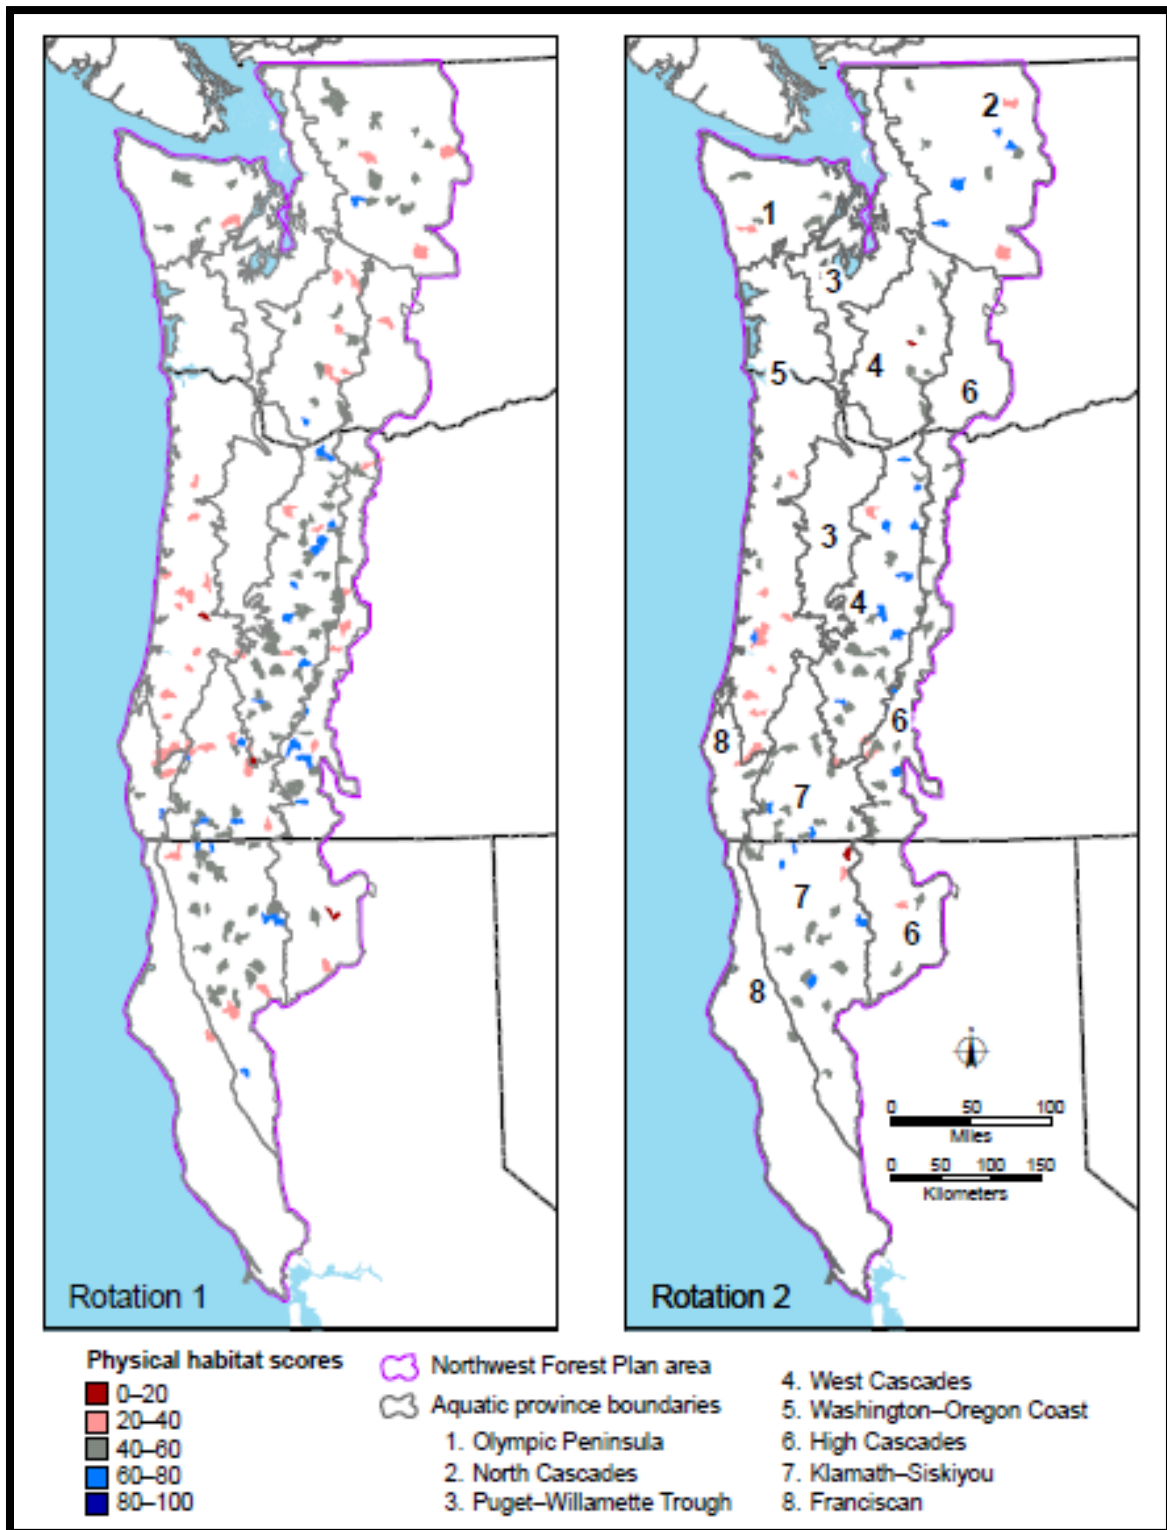 2
1
3
4
5
6
3
4
6
8
7
7
6
8
0 50 100
Miles
0 50 100 150
Kilometers
Rotation 1
Rotation 2
Physical habitat scores
0–20
20–40
40–60
60–80
80–100
Northwest Forest Plan area
Aquatic province boundaries
1. Olympic Peninsula
2. North Cascades
3. Puget–Willamette Trough
4. West Cascades
5. Washington–Oregon Coast
6. High Cascades
7. Klamath–Siskiyou
8. Franciscan